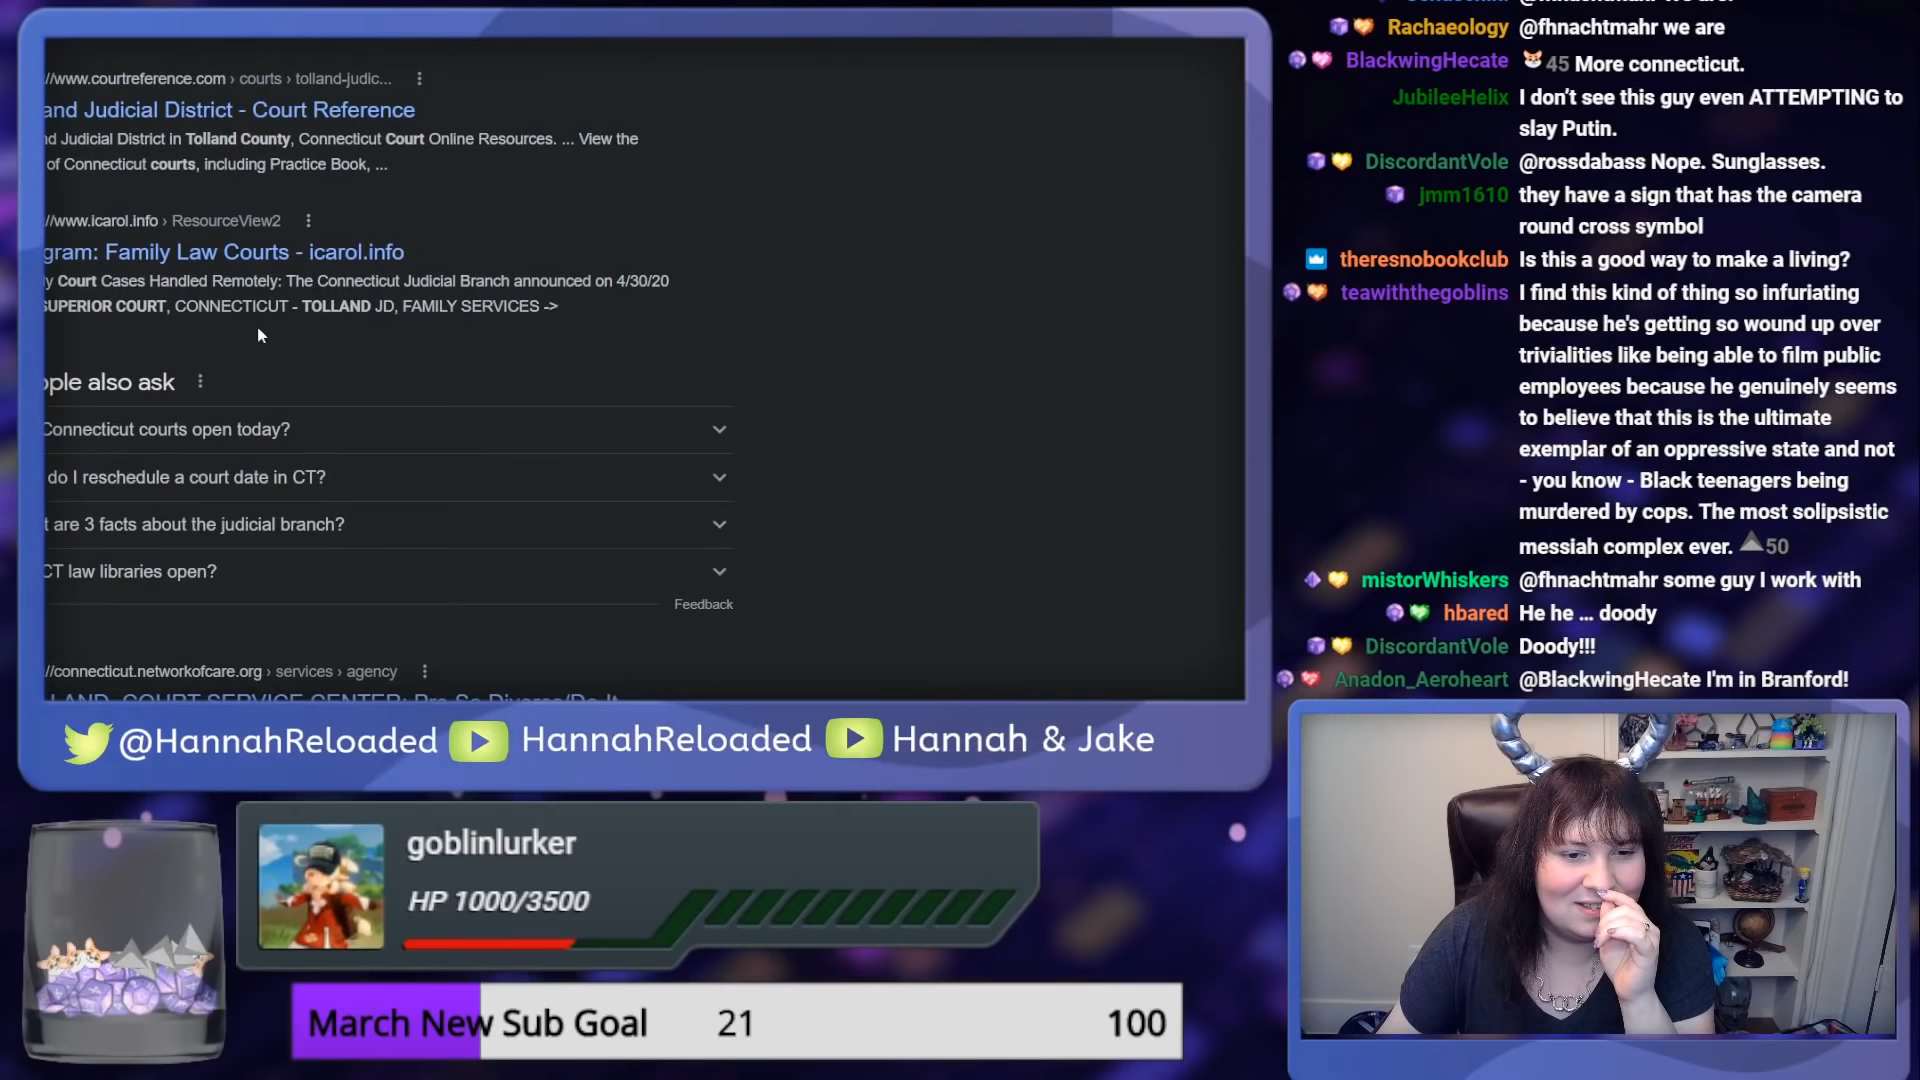 //www.courtreference.com › courts › tolland-judic...
and Judicial District - Court Reference
nd Judicial District in Tolland County, Connecticut Court Online Resources. ... View the
of Connecticut courts, including Practice Book, ...
//www.icarol.info › ResourceView2
gram: Family Law Courts - icarol.info
y Court Cases Handled Remotely: The Connecticut Judicial Branch announced on 4/30/20
SUPERIOR COURT, CONNECTICUT - TOLLAND JD, FAMILY SERVICES ->
ople also ask
Connecticut courts open today?
do I reschedule a court date in CT?
t are 3 facts about the judicial branch?
CT law libraries open?
Feedback
//connecticut.networkofcare.org › services › agency
@HannahReloaded HannahReloaded Hannah & Jake
goblinlurker
HP 1000/3500
March New Sub Goal 21 100
Rachaeology @fhnachtmahr we are
BlackwingHecate 45 More connecticut.
JubileeHelix I don’t see this guy even ATTEMPTING to
slay Putin.
DiscordantVole @rossdabass Nope. Sunglasses.
jmm1610 they have a sign that has the camera
round cross symbol
theresnobookclub Is this a good way to make a living?
teawiththegoblins I find this kind of thing so infuriating
because he's getting so wound up over
trivialities like being able to film public
employees because he genuinely seems
to believe that this is the ultimate
exemplar of an oppressive state and not
- you know - Black teenagers being
murdered by cops. The most solipsistic
messiah complex ever. 50
mistorWhiskers @fhnachtmahr some guy I work with
hbared He he ... doody
DiscordantVole Doody!!!
Anadon_Aeroheart @BlackwingHecate I'm in Branford!